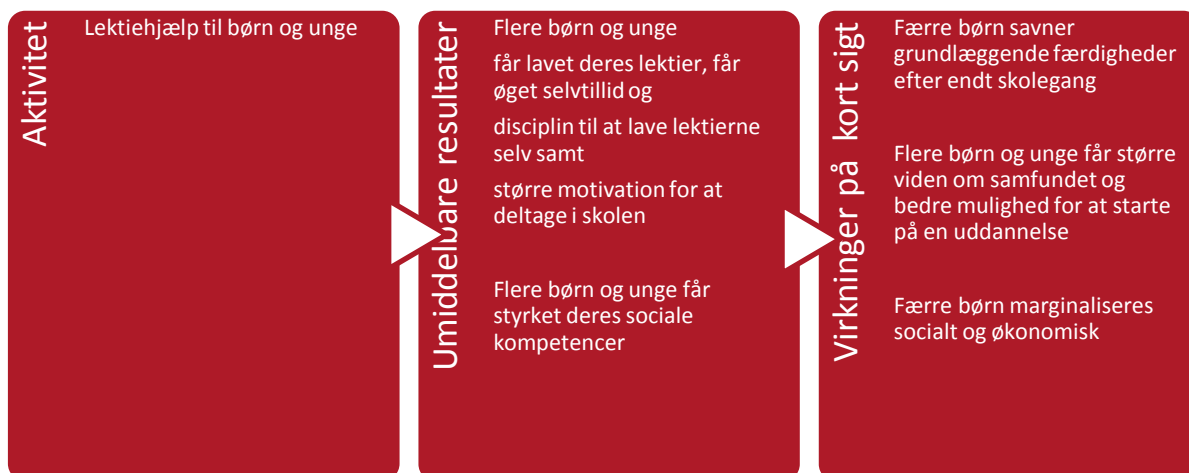 Aktivitet
Lektiehjælp til børn og unge
Umiddelbare resultater
Flere børn og unge
får lavet deres lektier, får
øget selvtillid og
disciplin til at lave lektierne
selv samt
større motivation for at
deltage i skolen
Flere børn og unge får
styrket deres sociale
kompetencer
Virkninger på kort sigt
Færre børn savner
grundlæggende færdigheder
efter endt skolegang
Flere børn og unge får større
viden om samfundet og
bedre mulighed for at starte
på en uddannelse
Færre børn marginaliseres
socialt og økonomisk